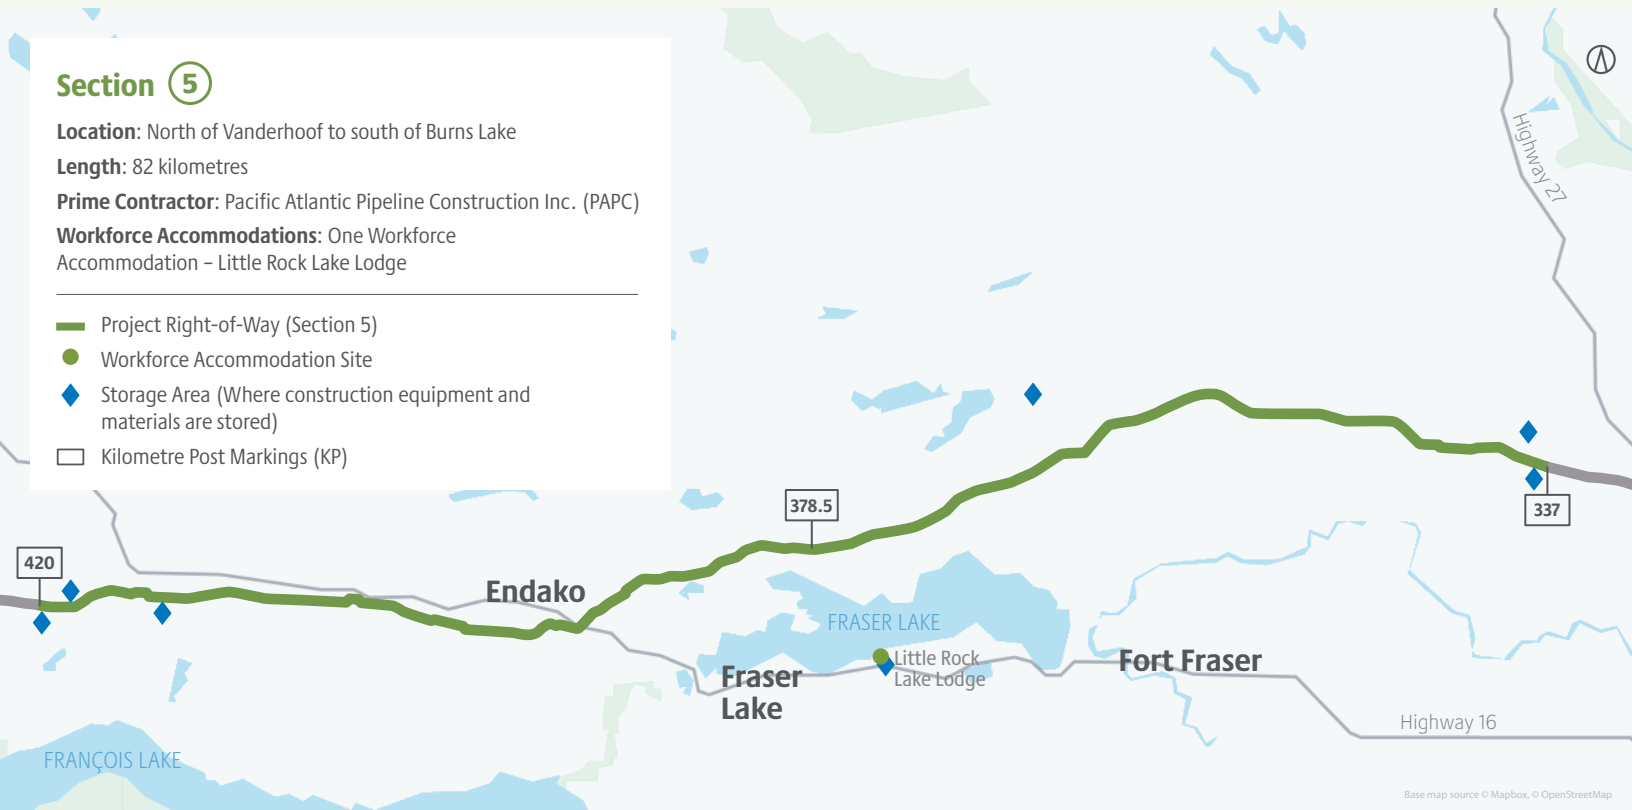 Section 5
Location: North of Vanderhoof to south of Burns Lake
Length: 82 kilometres
Prime Contractor: Pacific Atlantic Pipeline Construction Inc. (PAPC)
Workforce Accommodations: One Workforce
Accommodation – Little Rock Lake Lodge
Project Right-of-Way (Section 5)
Workforce Accommodation Site
Storage Area (Where construction equipment and
materials are stored)
Kilometre Post Markings (KP)
Highway 27
378.5
337
420
Endako
FRASER LAKE
Little Rock
Lake Lodge
Fraser
Lake
Fort Fraser
Highway 16
FRANÇOIS LAKE
Base map source © Mapbox, © OpenStreetMap